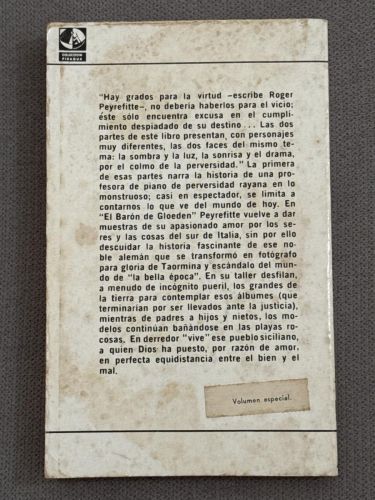 COLECCION
PIRAGUA
"Hay grados para la virtud –escribe Roger
Peyrefitte–, no debería haberlos para el vicio;
éste sólo encuentra excusa en el cumpli-
miento despiadado de su destino... Las dos
partes de este libro presentan, con personajes
muy diferentes, las dos faces del mismo te-
ma: la sombra y la luz, la sonrisa y el drama,
por el colmo de la perversidad." La primera
de esas partes narra la historia de una pro-
fesora de piano de perversidad rayana en lo
monstruoso; casi en espectador, se limita a
contarnos lo que ve del mundo de hoy. En
"El Barón de Gloeden" Peyrefitte vuelve a dar
muestras de su apasionado amor por los se-
res y las cosas del sur de Italia, sin por ello
descuidar la historia fascinante de ese no-
ble alemán que se transformó en fotógrafo
para gloria de Taormina y escándalo del mun-
do de "la bella época". En su taller desfilan,
a menudo de incógnito pueril, los grandes de
la tierra para contemplar esos álbumes (que
terminarían por ser llevados ante la justicia),
mientras de padres a hijos y nietos, los mo-
delos continúan bañándose en las playas ro-
cosas. En derredor "vive" ese pueblo siciliano,
a quien Dios ha puesto, por razón de amor,
en perfecta equidistancia entre el bien y el
mal.
Volumen especial.